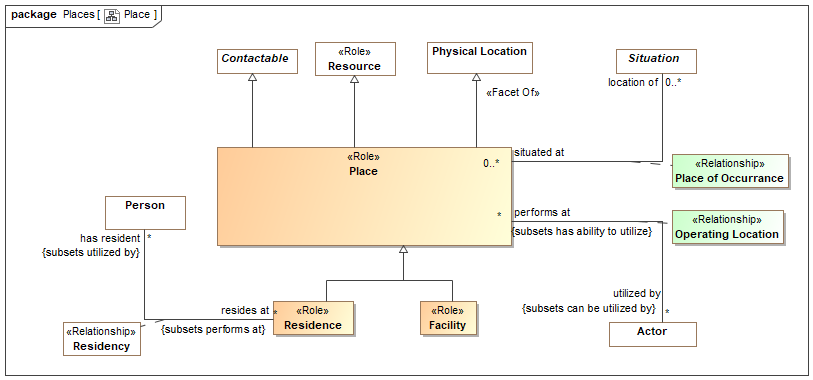 package Places [ Place ]
Contactable
«Role»
Resource
Physical Location
Situation
«Facet Of»
location of 0..*
«Role»
Place
0..*
situated at
«Relationship»
Place of Occurrance
* performs at
{subsets has ability to utilize}
«Relationship»
Operating Location
Person
has resident *
{subsets utilized by}
utilized by
{subsets can be utilized by} *
resides at *
{subsets performs at}
«Role»
Residence
«Role»
Facility
«Relationship»
Residency
Actor